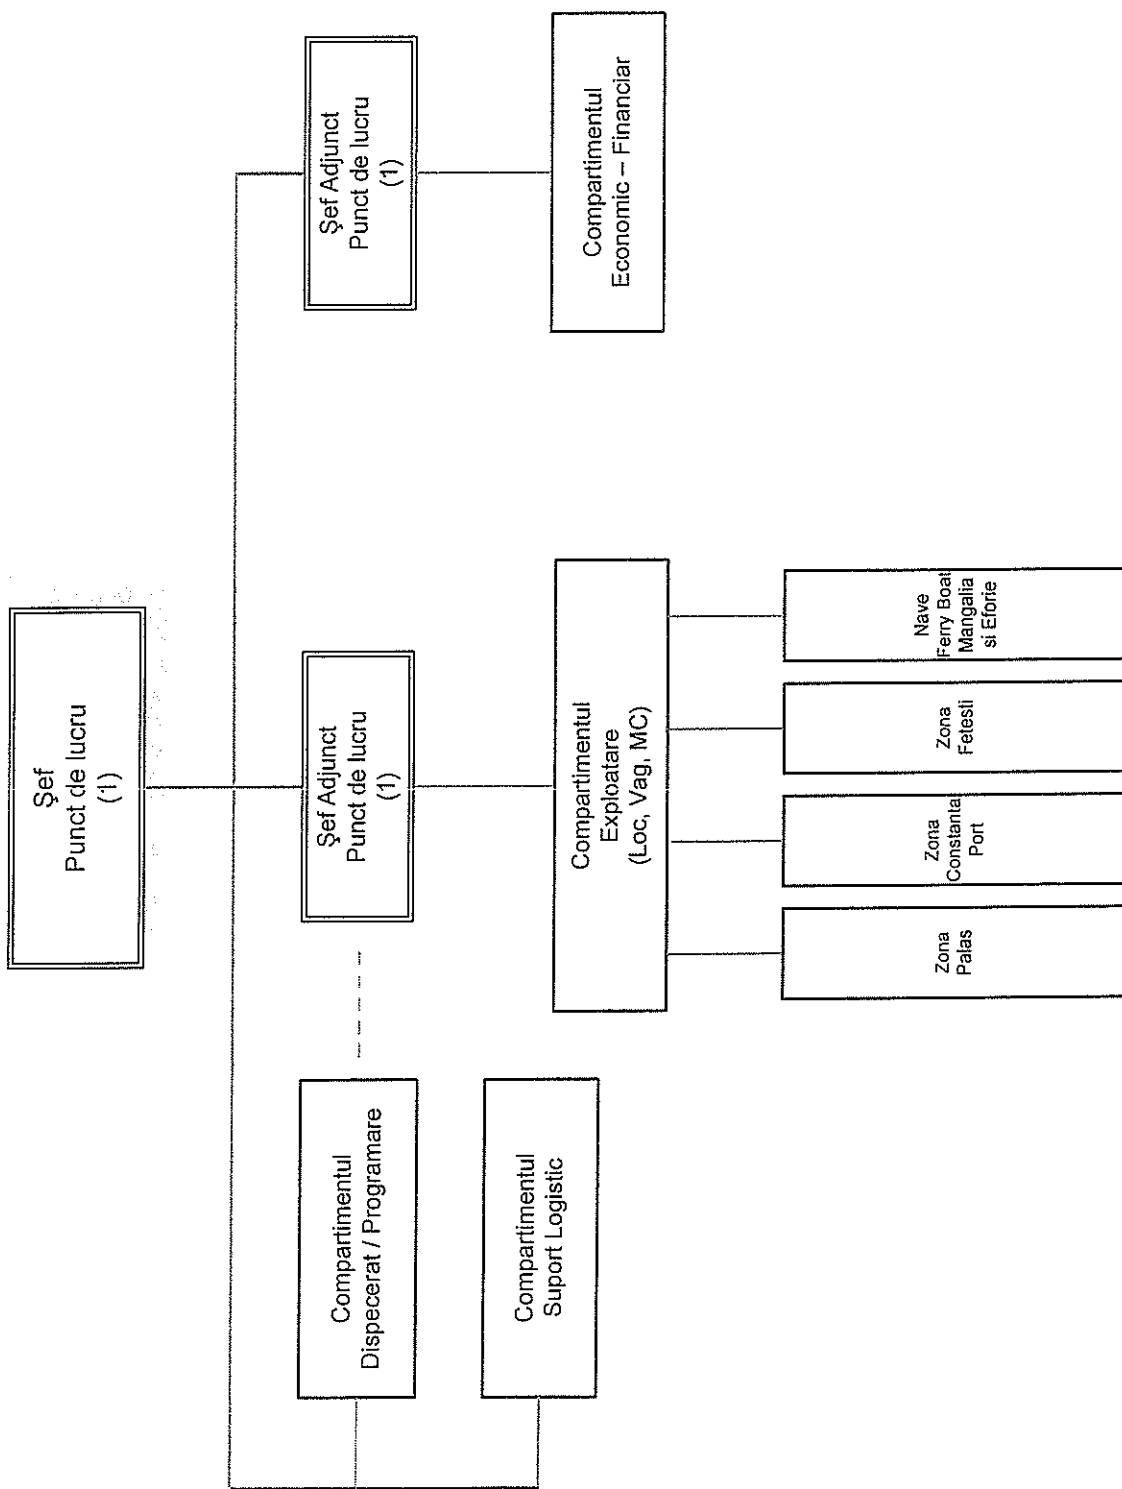 Şef
Punct de lucru
(1)
Compartimentul
Dispecerat / Programare
Şef Adjunct
Punct de lucru
(1)
Şef Adjunct
Punct de lucru
(1)
Compartimentul
Suport Logistic
Compartimentul
Exploatare
(Loc, Vag, MC)
Compartimentul
Economic – Financiar
Zona
Palas
Zona
Constanta
Port
Zona
Fetesti
Nave
Ferry Boat
Mangalia
si Eforie